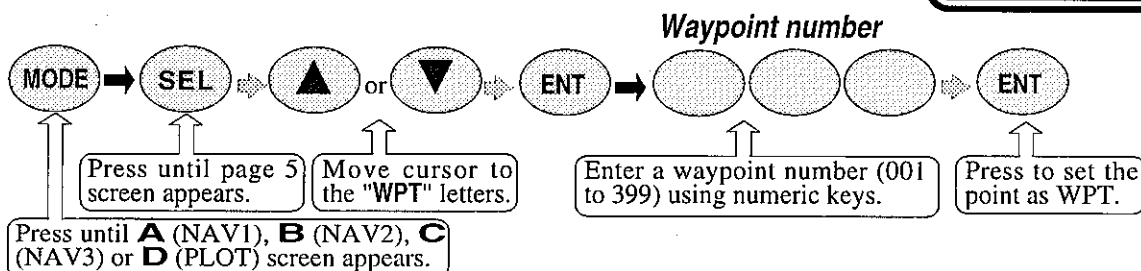 Waypoint number
MODE SEL ▲ or ▼ ENT ENT
Press until page 5
screen appears.
Move cursor to
the "WPT" letters.
Enter a waypoint number (001
to 399) using numeric keys.
Press to set the
point as WPT.
Press until A (NAV1), B (NAV2), C
(NAV3) or D (PLOT) screen appears.